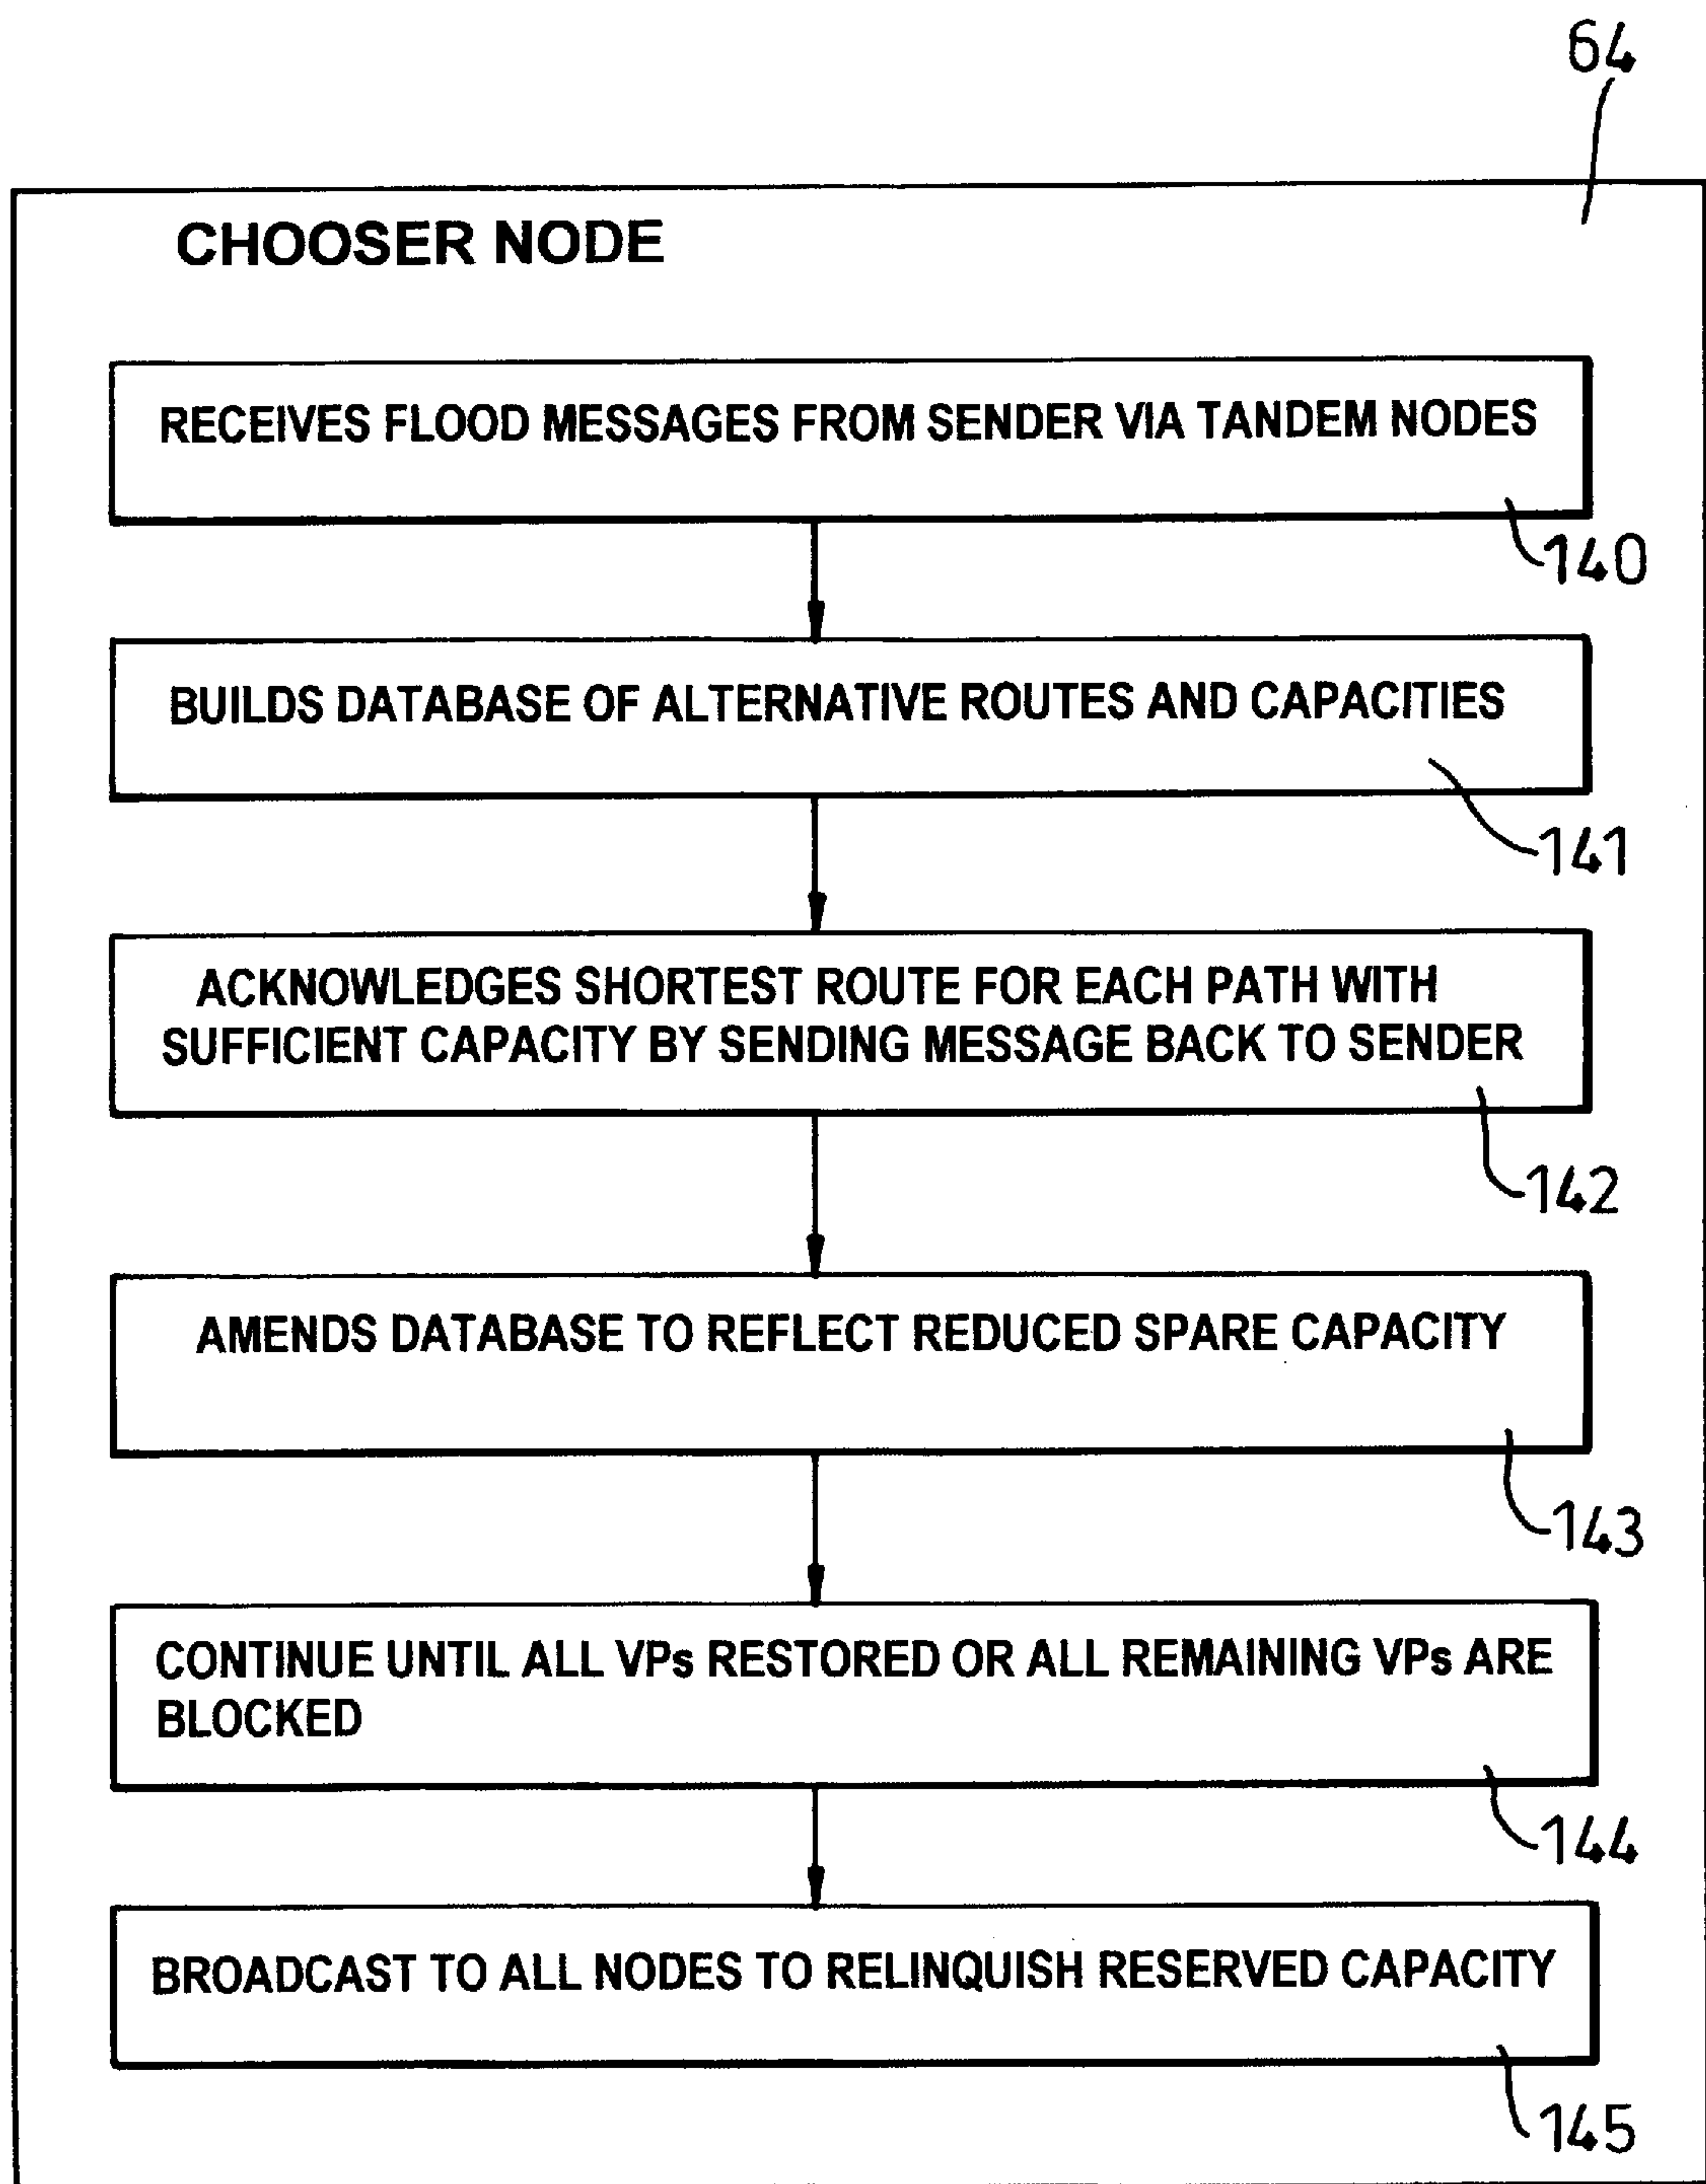 64
CHOOSER NODE
RECEIVES FLOOD MESSAGES FROM SENDER VIA TANDEM NODES
140
BUILDS DATABASE OF ALTERNATIVE ROUTES AND CAPACITIES
141
ACKNOWLEDGES SHORTEST ROUTE FOR EACH PATH WITH
SUFFICIENT CAPACITY BY SENDING MESSAGE BACK TO SENDER
142
AMENDS DATABASE TO REFLECT REDUCED SPARE CAPACITY
143
CONTINUE UNTIL ALL VPs RESTORED OR ALL REMAINING VPs ARE
BLOCKED
144
BROADCAST TO ALL NODES TO RELINQUISH RESERVED CAPACITY
145